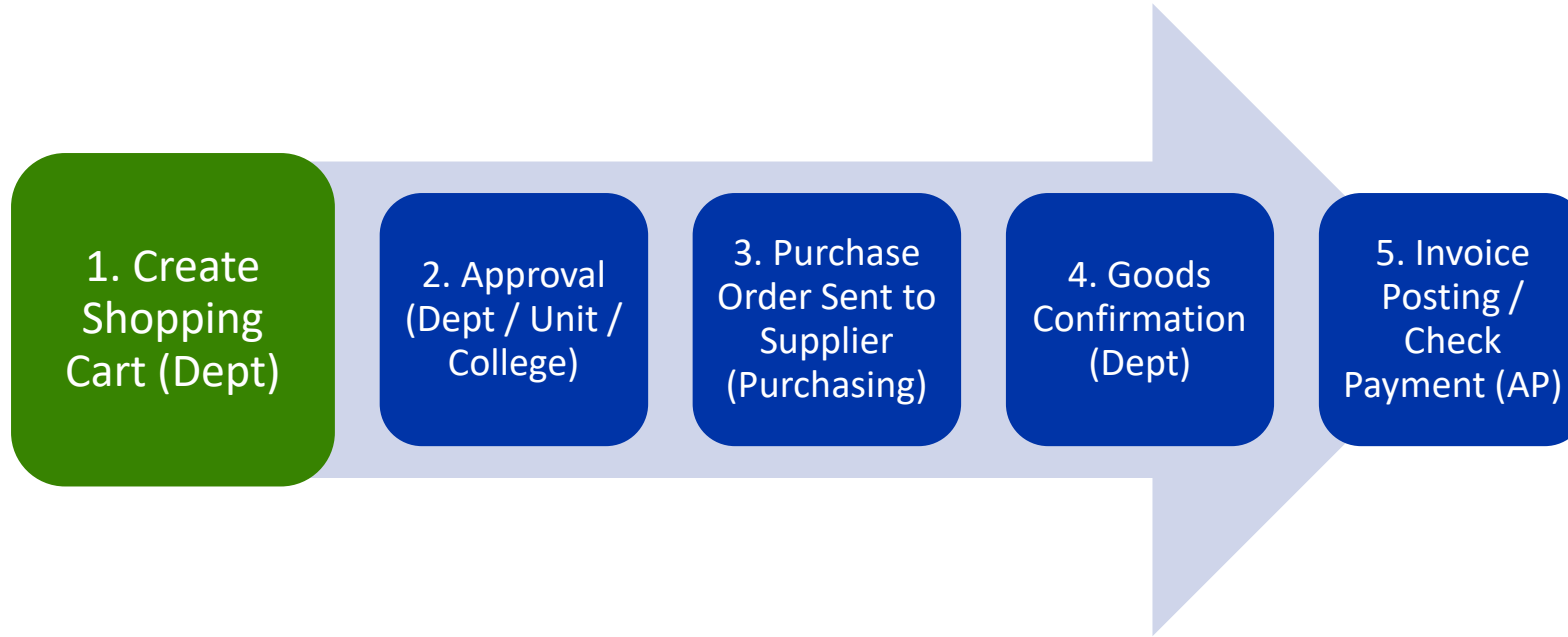 1. Create
Shopping
Cart (Dept)
2. Approval
(Dept / Unit /
College)
3. Purchase
Order Sent to
Supplier
(Purchasing)
4. Goods
Confirmation
(Dept)
5. Invoice
Posting /
Check
Payment (AP)